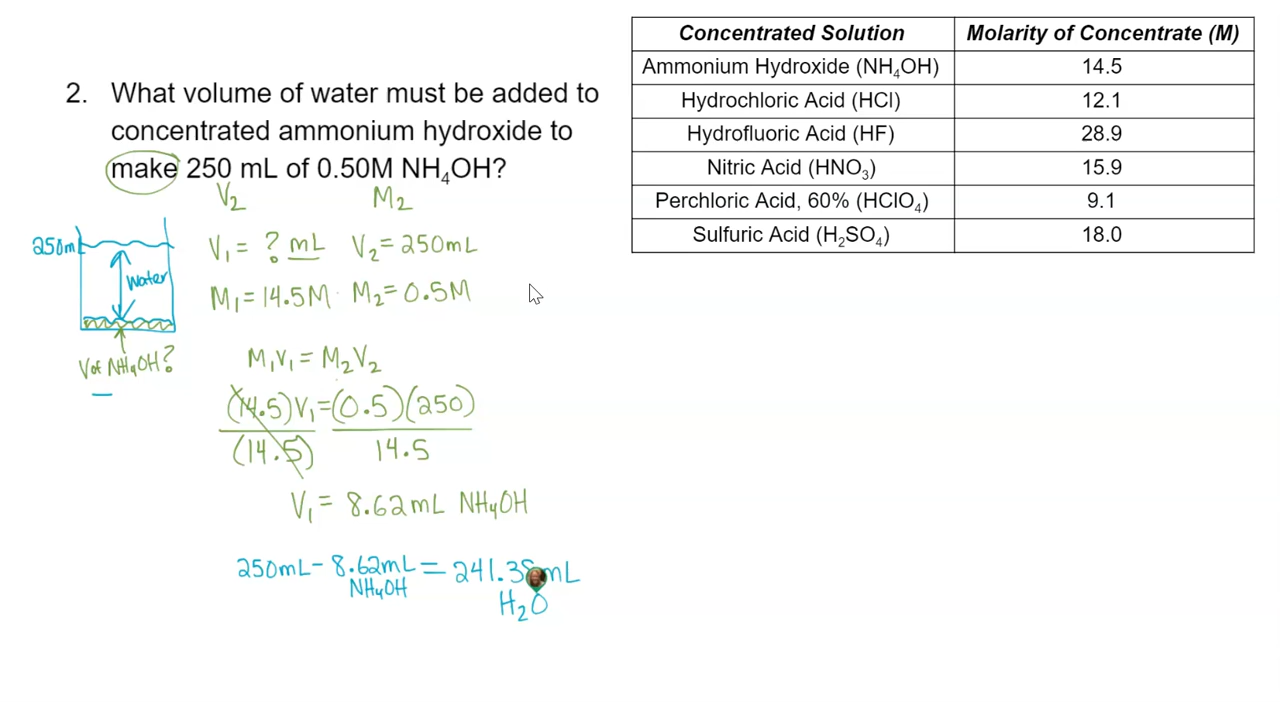 2. What volume of water must be added to
concentrated ammonium hydroxide to
make 250 mL of 0.50M NH₄OH?
V₂ M₂
250mL
Water
V of NH₄OH?
V₁ = ? mL V₂ = 250mL
M₁ = 14.5M M₂ = 0.5M
M₁V₁ = M₂V₂
(14.5)V₁ = (0.5)(250)
(14.5) 14.5
V₁ = 8.62mL NH₄OH
250mL - 8.62mL = 241.38mL
NH₄OH
H₂O
Concentrated Solution Molarity of Concentrate (M)
Ammonium Hydroxide (NH₄OH) 14.5
Hydrochloric Acid (HCl) 12.1
Hydrofluoric Acid (HF) 28.9
Nitric Acid (HNO₃) 15.9
Perchloric Acid, 60% (HClO₄) 9.1
Sulfuric Acid (H₂SO₄) 18.0